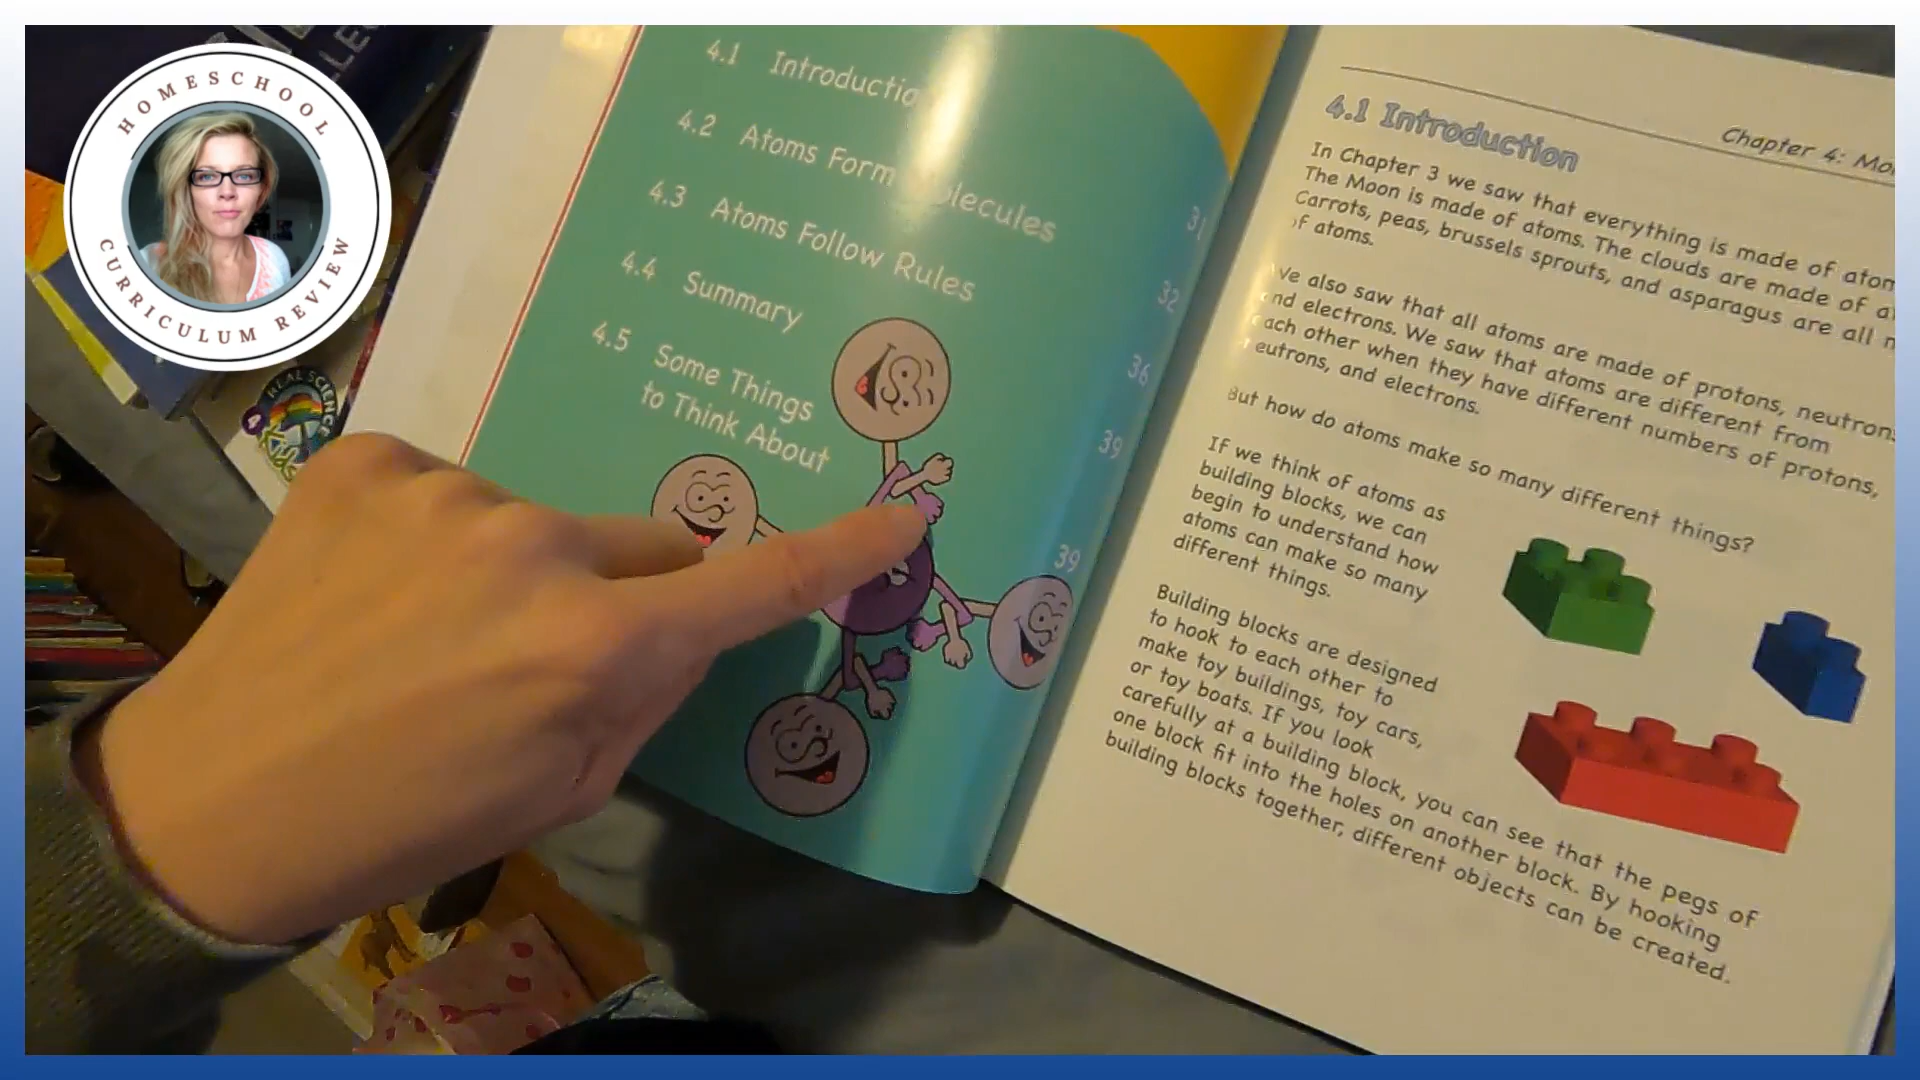 HOMESCHOOL
CURRICULUM REVIEW
REAL SCIENCE
4
Kids
4.1 Introductio 31
4.2 Atoms Form lecules 32
4.3 Atoms Follow Rules 36
4.4 Summary 39
4.5 Some Things
to Think About 39
Chapter 4: Mo
4.1 Introduction
In Chapter 3 we saw that everything is made of atom
The Moon is made of atoms. The clouds are made of a
Carrots, peas, brussels sprouts, and asparagus are all m
of atoms.
We also saw that all atoms are made of protons, neutrons
and electrons. We saw that atoms are different from
each other when they have different numbers of protons,
neutrons, and electrons.
But how do atoms make so many different things?
If we think of atoms as
building blocks, we can
begin to understand how
atoms can make so many
different things.
Building blocks are designed
to hook to each other to
make toy buildings, toy cars,
or toy boats. If you look
carefully at a building block, you can see that the pegs of
one block fit into the holes on another block. By hooking
building blocks together, different objects can be created.